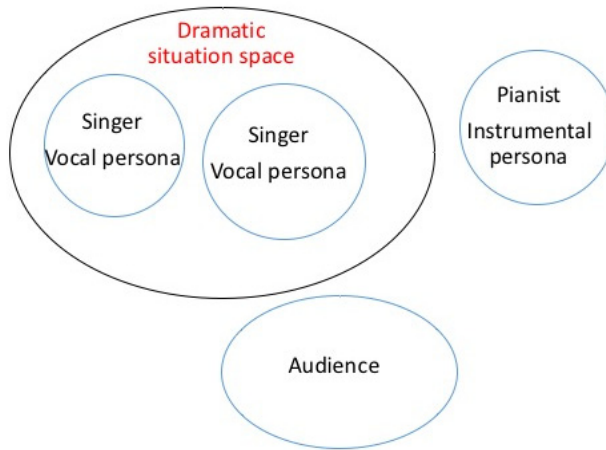 Dramatic
situation space
Singer
Vocal persona
Singer
Vocal persona
Pianist
Instrumental
persona
Audience